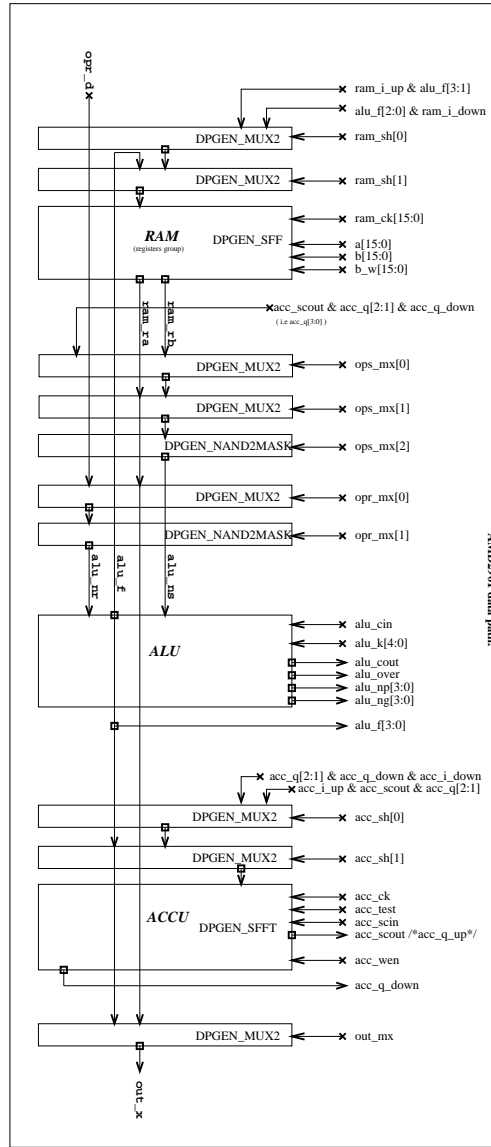 opr_d
ram_i_up & alu_f[3:1]
alu_f[2:0] & ram_i_down
DPGEN_MUX2
ram_sh[0]
DPGEN_MUX2
ram_sh[1]
RAM
(registers group)
DPGEN_SFF
ram_ck[15:0]
a[15:0]
b[15:0]
b_w[15:0]
ram_ra
ram_rb
acc_scout & acc_q[2:1] & acc_q_down
( i.e acc_q[3:0] )
DPGEN_MUX2
ops_mx[0]
DPGEN_MUX2
ops_mx[1]
DPGEN_NAND2MASK
ops_mx[2]
DPGEN_MUX2
opr_mx[0]
DPGEN_NAND2MASK
opr_mx[1]
alu_nr
alu_f
alu_ns
AMD2901 data path
ALU
alu_cin
alu_k[4:0]
alu_cout
alu_over
alu_np[3:0]
alu_ng[3:0]
alu_f[3:0]
acc_q[2:1] & acc_q_down & acc_i_down
acc_i_up & acc_scout & acc_q[2:1]
DPGEN_MUX2
acc_sh[0]
DPGEN_MUX2
acc_sh[1]
ACCU
DPGEN_SFFT
acc_ck
acc_test
acc_scin
acc_scout /*acc_q_up*/
acc_wen
acc_q_down
DPGEN_MUX2
out_mx
out_x